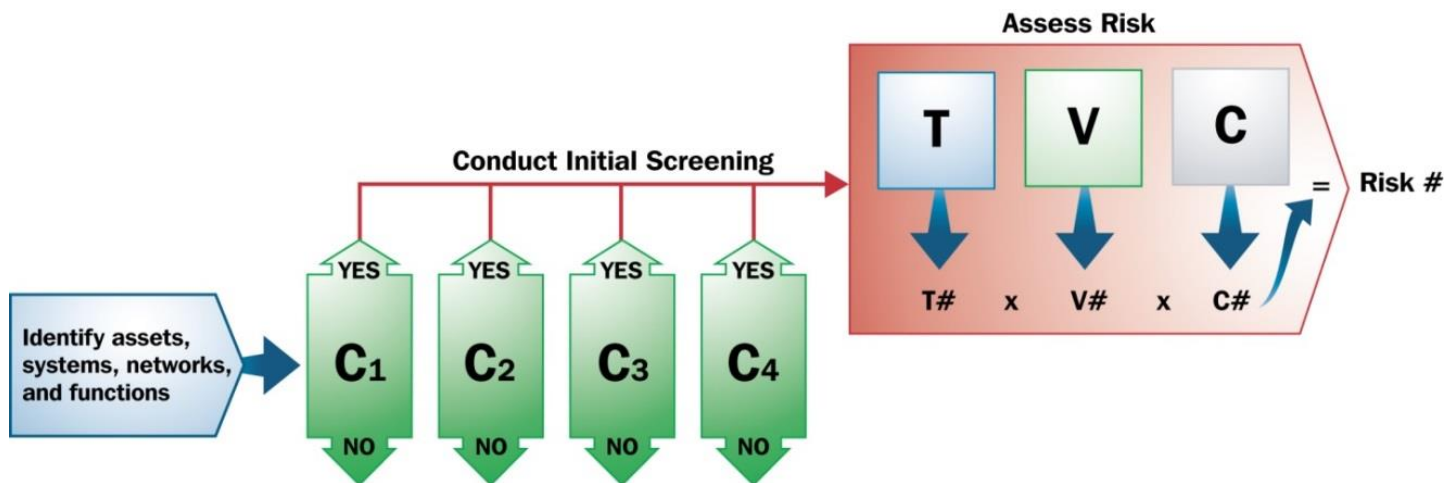 Assess Risk
T V C
Conduct Initial Screening
= Risk #
YES YES YES YES
T# x V# x C#
Identify assets,
systems, networks,
and functions
C1 C2 C3 C4
NO NO NO NO